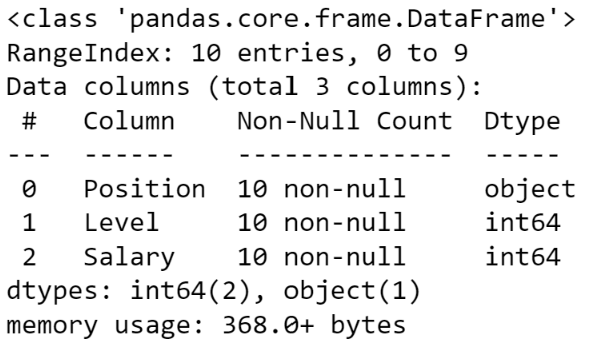 <class 'pandas.core.frame.DataFrame'>
RangeIndex: 10 entries, 0 to 9
Data columns (total 3 columns):
 #   Column    Non-Null Count  Dtype
---  ------    --------------  -----
 0   Position  10 non-null     object
 1   Level     10 non-null     int64
 2   Salary    10 non-null     int64
dtypes: int64(2), object(1)
memory usage: 368.0+ bytes